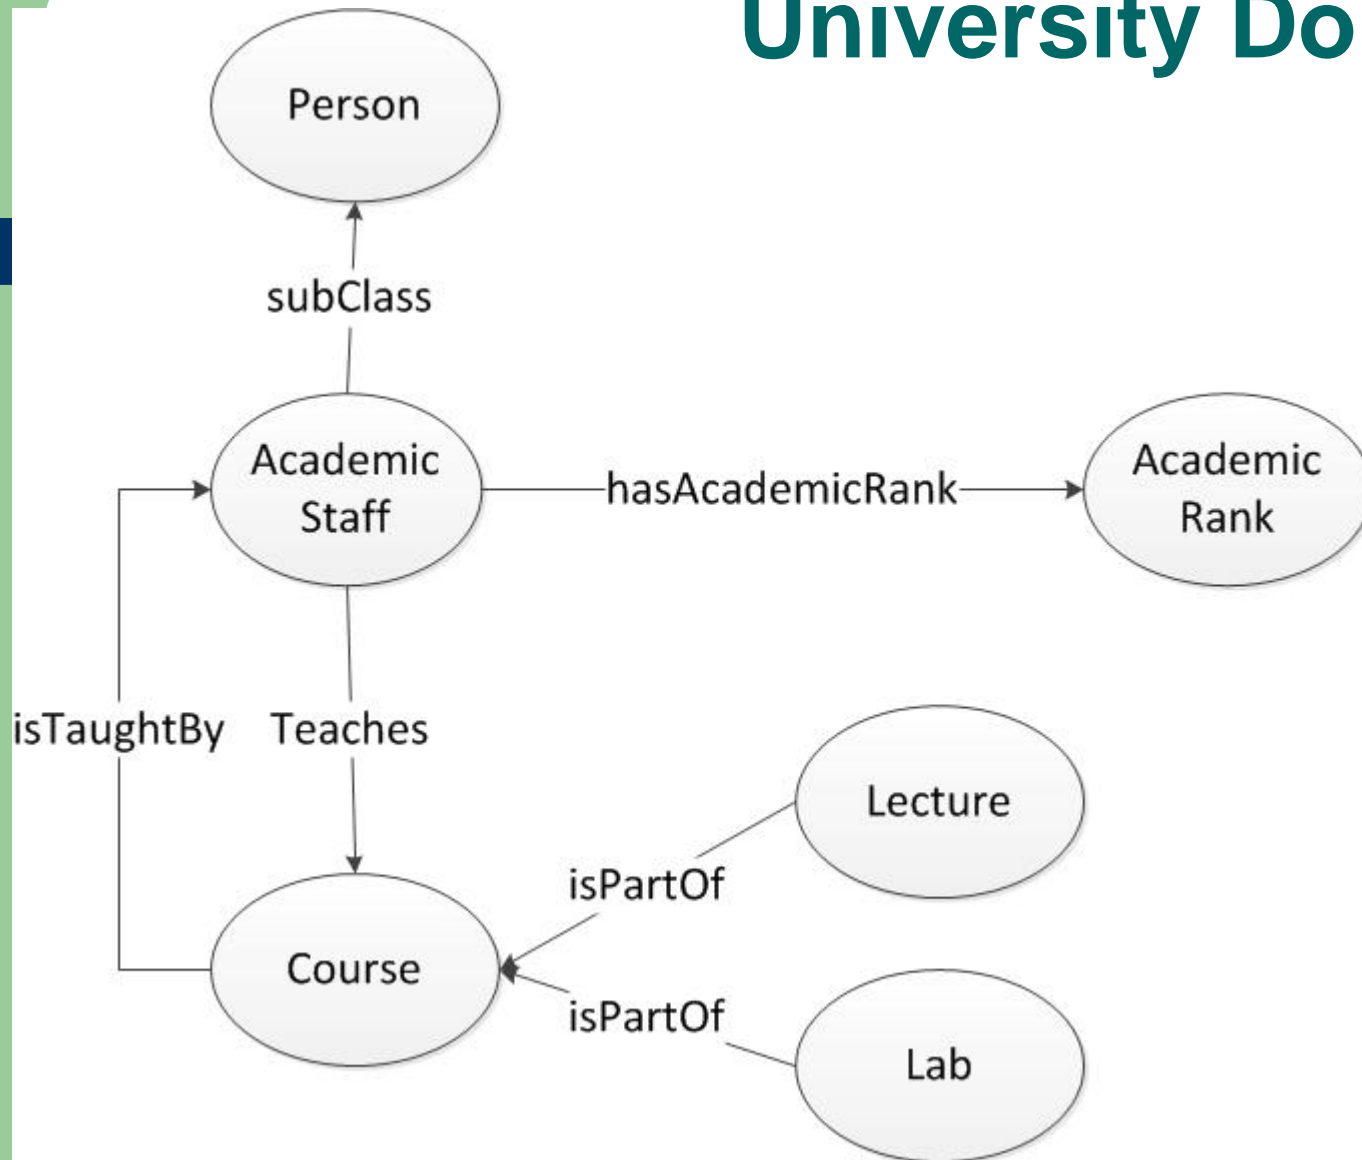 University Do
Person
subClass
Academic
Staff
hasAcademicRank
Academic
Rank
isTaughtBy
Teaches
Lecture
isPartOf
Course
isPartOf
Lab